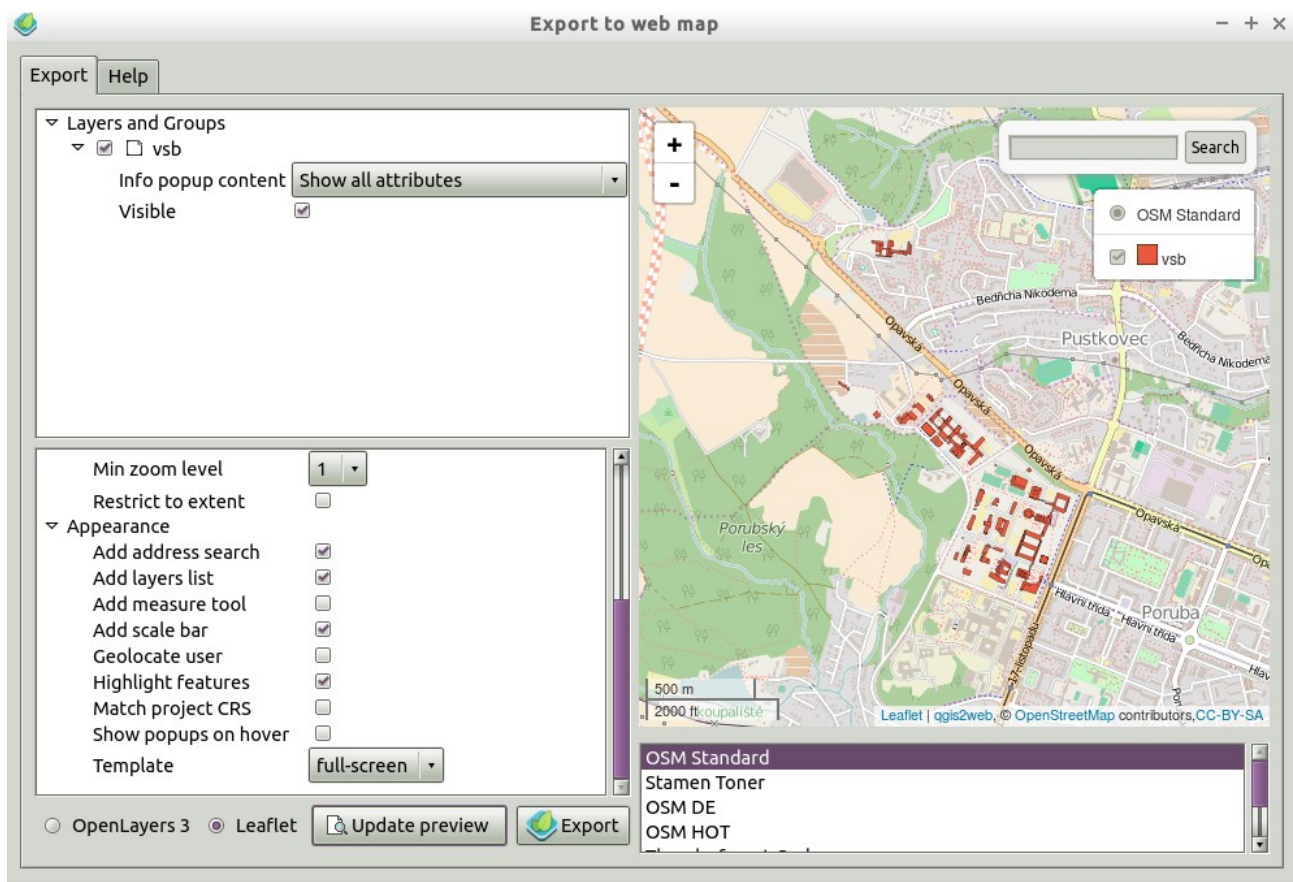 Export to web map
Export Help
Layers and Groups
vsb
Info popup content Show all attributes
Visible
Min zoom level 1
Restrict to extent
Appearance
Add address search
Add layers list
Add measure tool
Add scale bar
Geolocate user
Highlight features
Match project CRS
Show popups on hover
Template full-screen
OpenLayers 3 Leaflet Update preview Export
+
-
Search
OSM Standard
vsb
Bedřicha Nikodema
Opavská
Pustkovec
Bedřicha Nikodema
Opavská
Opavská
Opavská
Porubský
les
Hlavní třída
Hlavní třída
Poruba
17. listopadu
500 m
2000 ft
koupaliště
Leaflet | qgis2web, © OpenStreetMap contributors,CC-BY-SA
OSM Standard
Stamen Toner
OSM DE
OSM HOT